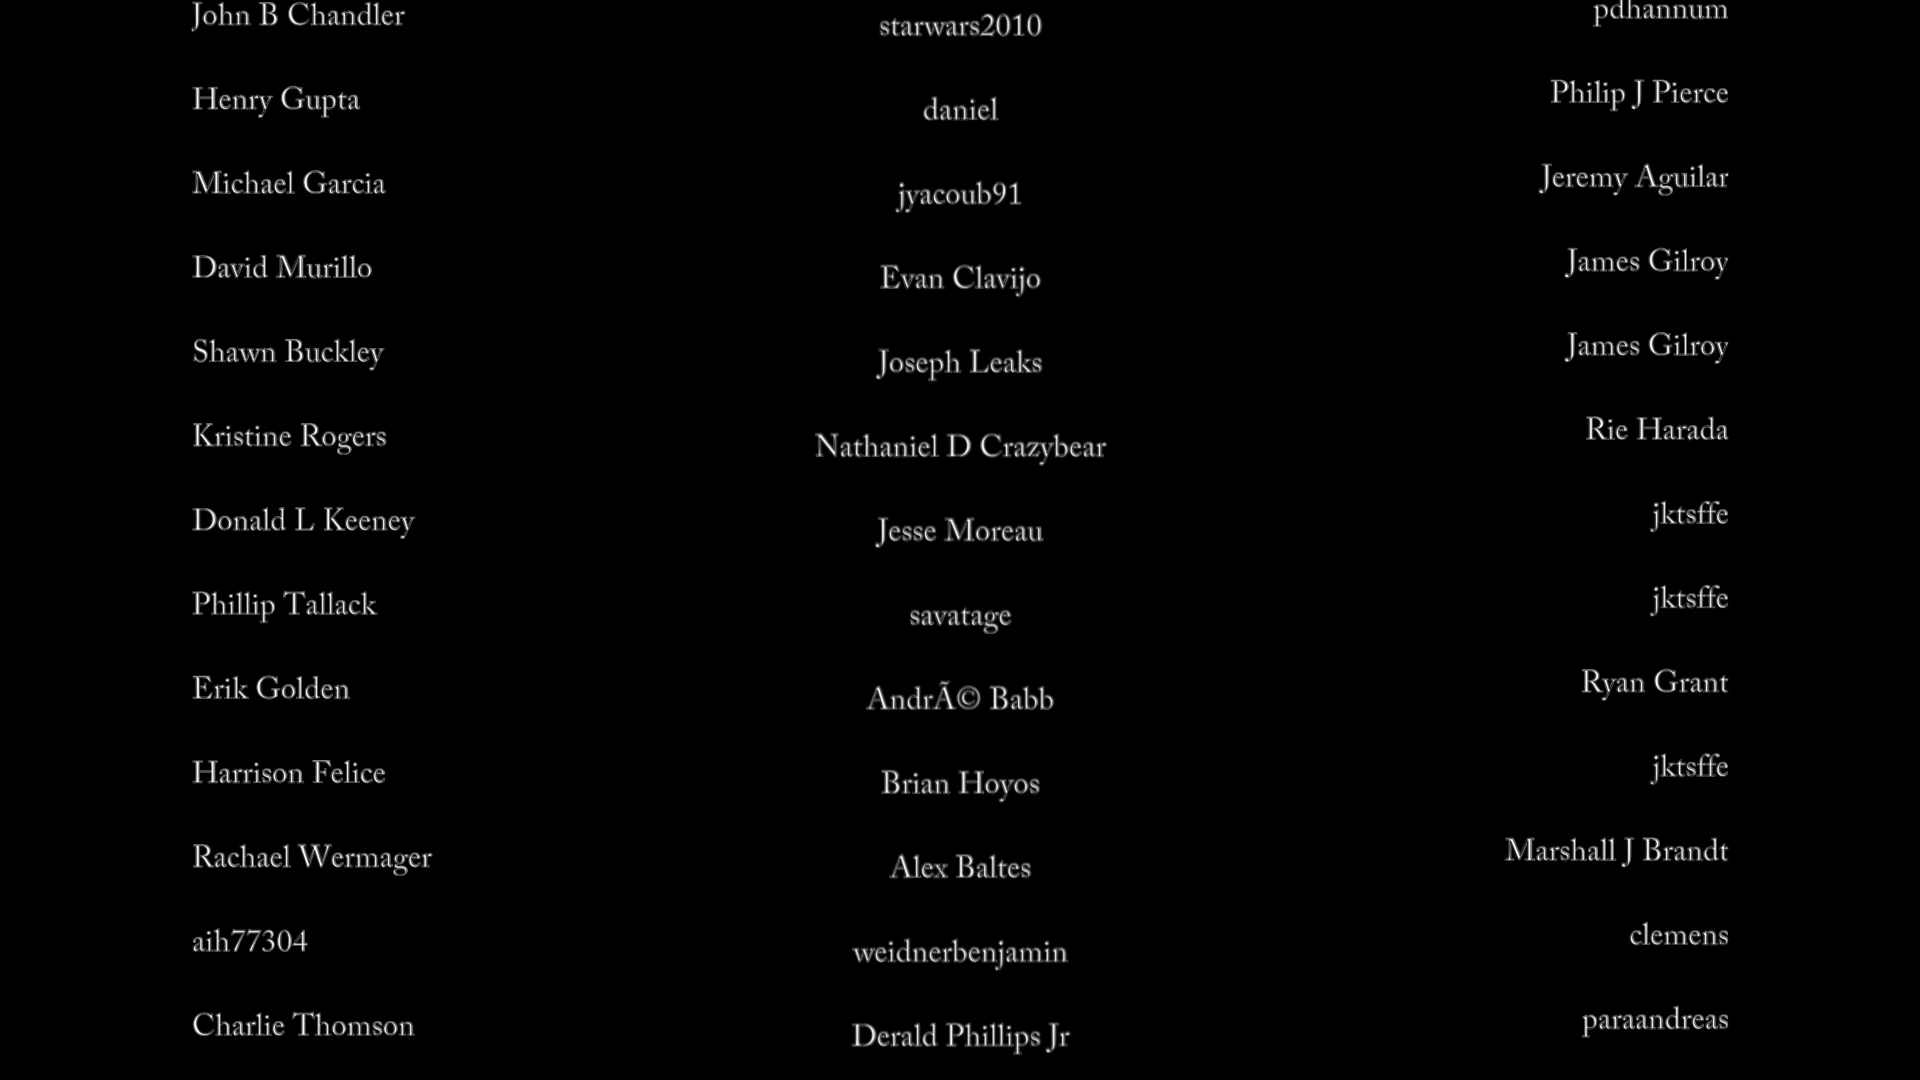 John B Chandler
Henry Gupta
Michael Garcia
David Murillo
Shawn Buckley
Kristine Rogers
Donald L Keeney
Phillip Tallack
Erik Golden
Harrison Felice
Rachael Wermager
aih77304
Charlie Thomson
starwars2010
daniel
jyacoub91
Evan Clavijo
Joseph Leaks
Nathaniel D Crazybear
Jesse Moreau
savatage
AndrÃ© Babb
Brian Hoyos
Alex Baltes
weidnerbenjamin
Derald Phillips Jr
pdhannum
Philip J Pierce
Jeremy Aguilar
James Gilroy
James Gilroy
Rie Harada
jktsffe
jktsffe
Ryan Grant
jktsffe
Marshall J Brandt
clemens
paraandreas